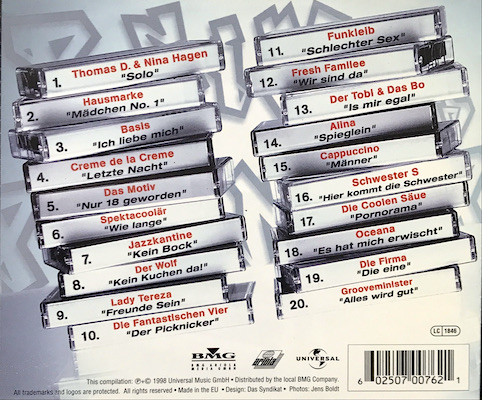 1. Thomas D. & Nina Hagen
"Solo"
2. Hausmarke
"Mädchen No. 1"
3. Basis
"Ich liebe mich"
4. Creme de la Creme
"Letzte Nacht"
5. Das Motiv
"Nur 18 geworden"
6. Spektacoolär
"Wie lange"
7. Jazzkantine
"Kein Bock"
8. Der Wolf
"Kein Kuchen da!"
9. Lady Tereza
"Freunde Sein"
10. Die Fantastischen Vier
"Der Picknicker"
11. Funkleib
"Schlechter Sex"
12. Fresh Familee
"Wir sind da"
13. Der Tobi & Das Bo
"Is mir egal"
14. Alina
"Spieglein"
15. Cappuccino
"Männer"
16. Schwester S
"Hier kommt die Schwester"
17. Die Coolen Säue
"Pornorama"
18. Oceana
"Es hat mich erwischt"
19. Die Firma
"Die eine"
20. Grooveminister
"Alles wird gut"
LC 1846
BMG
UNIVERSAL
This compilation: ℗+© 1998 Universal Music GmbH • Distributed by the local BMG Company.
All trademarks and logos are protected. All rights reserved • Made in the EU • Design: Das Syndikat • Photos: Jens Boldt
6 02507 00762 1